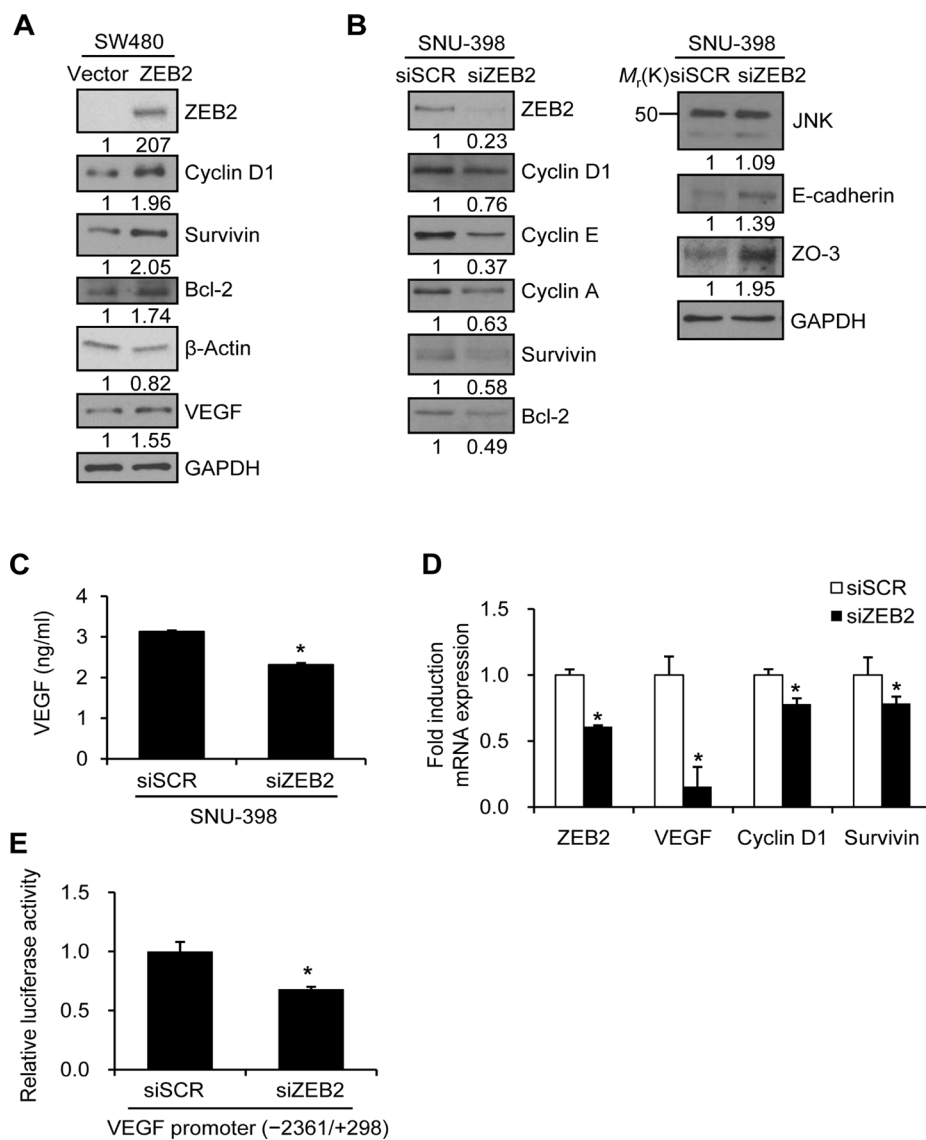 A
SW480
Vector ZEB2
ZEB2
1 207
Cyclin D1
1 1.96
Survivin
1 2.05
Bcl-2
1 1.74
β-Actin
1 0.82
VEGF
1 1.55
GAPDH
B
SNU-398
siSCR siZEB2
ZEB2
1 0.23
Cyclin D1
1 0.76
Cyclin E
1 0.37
Cyclin A
1 0.63
Survivin
1 0.58
Bcl-2
1 0.49
SNU-398
Mr(K) siSCR siZEB2
50
JNK
1 1.09
E-cadherin
1 1.39
ZO-3
1 1.95
GAPDH
C
VEGF (ng/ml)
4
3
2
1
0
*
siSCR siZEB2
SNU-398
D
siSCR
siZEB2
Fold induction
mRNA expression
1.5
1.0
0.5
0.0
* * * *
ZEB2 VEGF Cyclin D1 Survivin
E
Relative luciferase activity
1.5
1.0
0.5
0.0
*
siSCR siZEB2
VEGF promoter (−2361/+298)